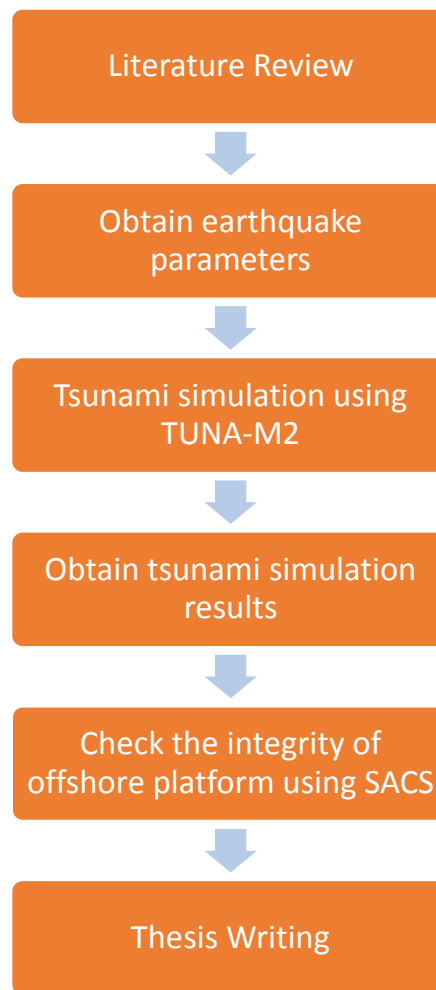 Literature Review
Obtain earthquake
parameters
Tsunami simulation using
TUNA-M2
Obtain tsunami simulation
results
Check the integrity of
offshore platform using SACS
Thesis Writing